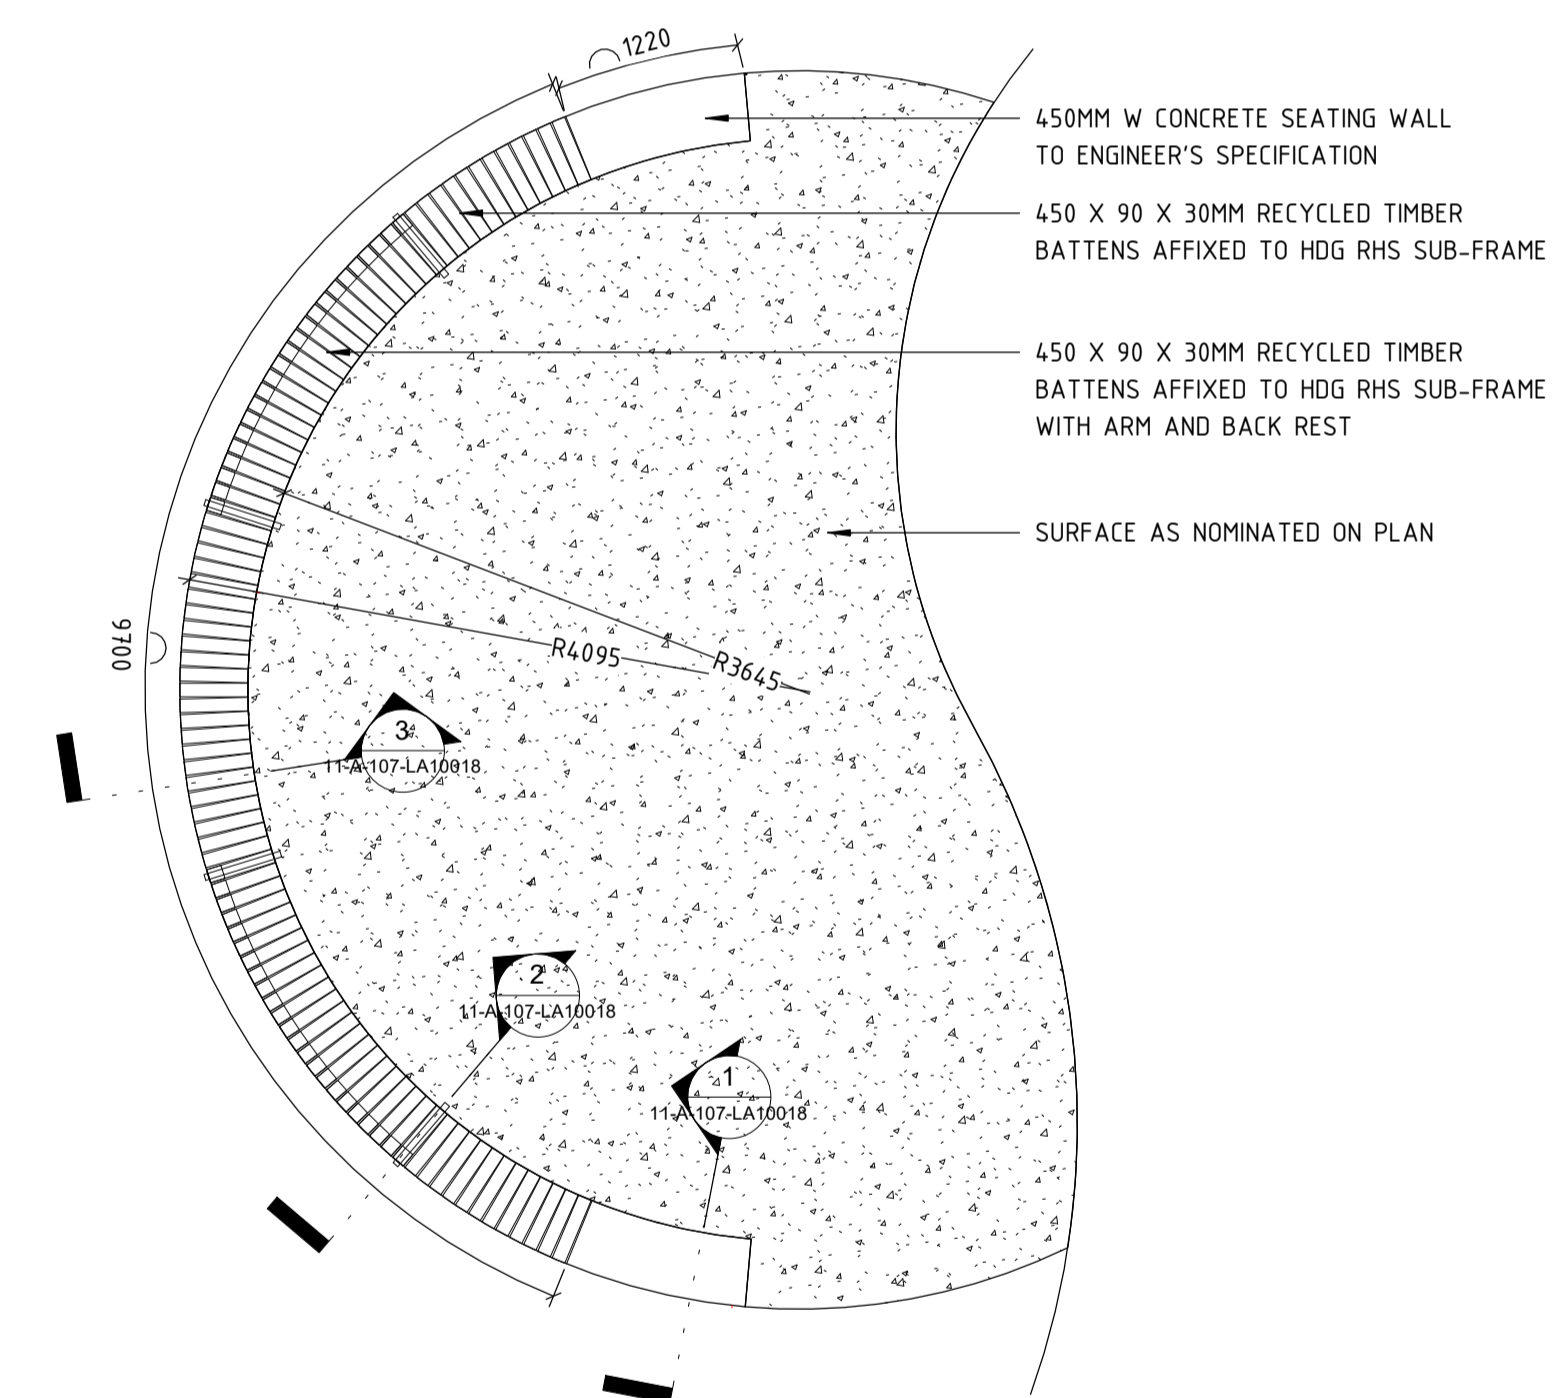 1220
450MM W CONCRETE SEATING WALL
TO ENGINEER'S SPECIFICATION
450 X 90 X 30MM RECYCLED TIMBER
BATTENS AFFIXED TO HDG RHS SUB-FRAME
450 X 90 X 30MM RECYCLED TIMBER
BATTENS AFFIXED TO HDG RHS SUB-FRAME
WITH ARM AND BACK REST
SURFACE AS NOMINATED ON PLAN
9700
R4095
R3645
3
11-A-107-LA10018
2
11-A-107-LA10018
1
11-A-107-LA10018